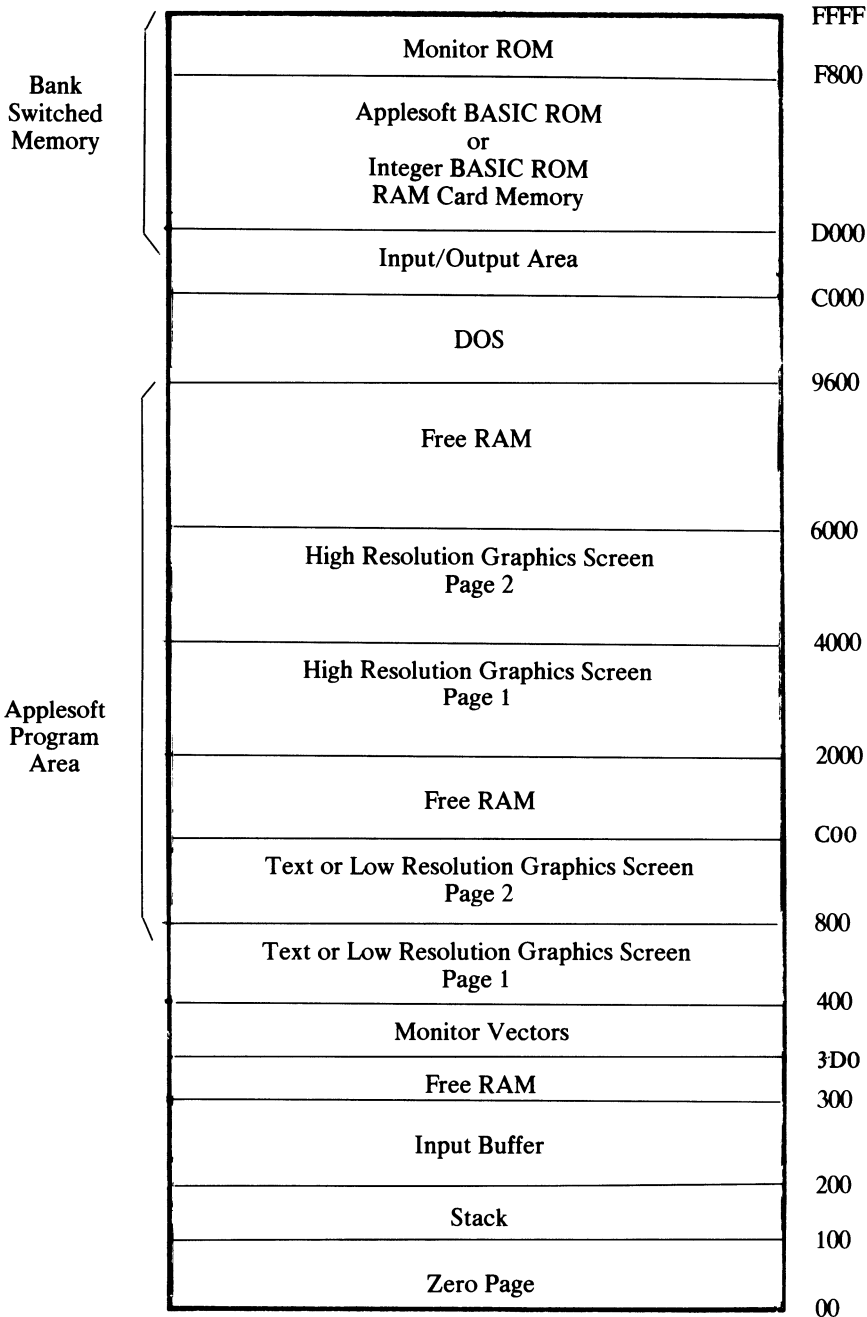 FFFF
Monitor ROM
F800
Bank
Switched
Memory
Applesoft BASIC ROM
or
Integer BASIC ROM
RAM Card Memory
D000
Input/Output Area
C000
DOS
9600
Free RAM
6000
High Resolution Graphics Screen
Page 2
4000
High Resolution Graphics Screen
Page 1
Applesoft
Program
Area
2000
Free RAM
C00
Text or Low Resolution Graphics Screen
Page 2
800
Text or Low Resolution Graphics Screen
Page 1
400
Monitor Vectors
3D0
Free RAM
300
Input Buffer
200
Stack
100
Zero Page
00